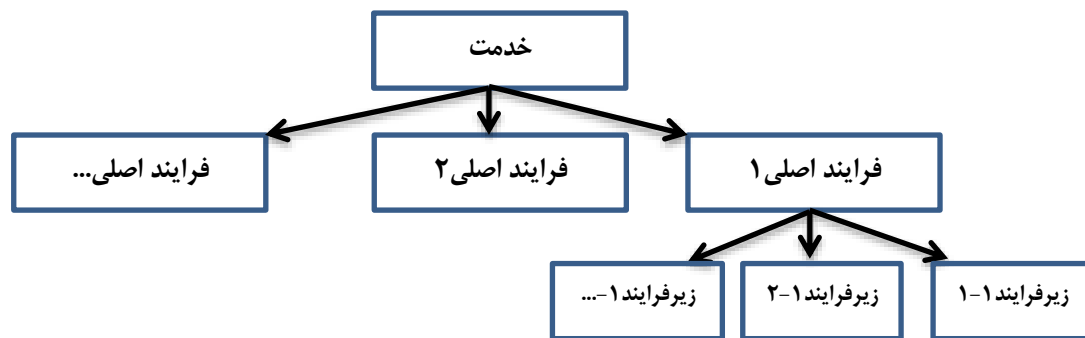 خدمت
فرایند اصلی۱
فرایند اصلی۲
فرایند اصلی...
زیرفرایند۱-۱
زیرفرایند۱-۲
زیرفرایند۱-...